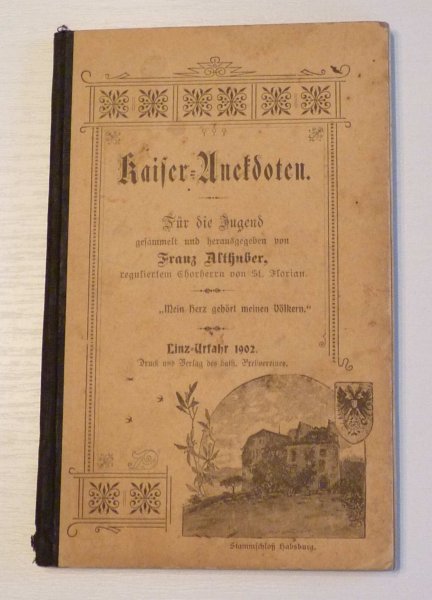 Kaiser-Anekdoten.
Für die Jugend
gesammelt und herausgegeben von
Franz Althuber,
reguliertem Chorherrn von St. Florian.
„Mein Herz gehört meinen Völkern."
Linz-Urfahr 1902.
Druck und Verlag des kath. Preßvereines.
Stammschloß Habsburg.